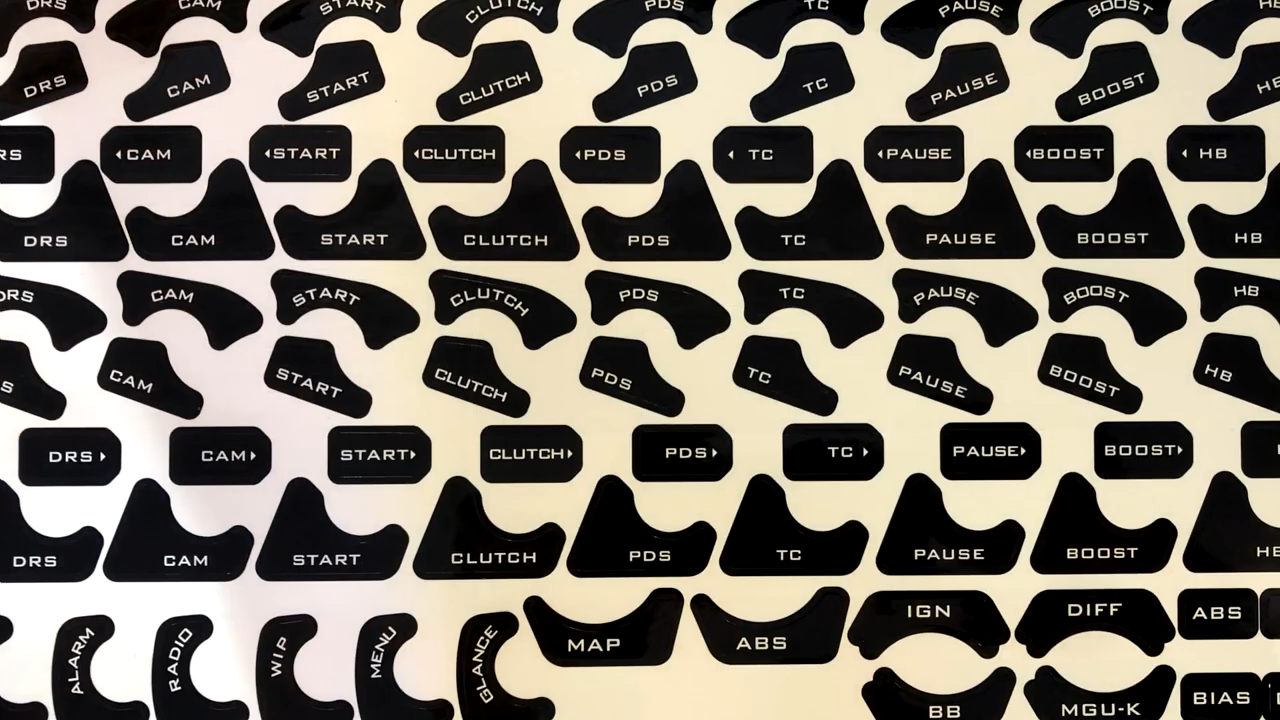 DRS CAM START CLUTCH PDS TC PAUSE BOOST
DRS CAM START CLUTCH PDS TC PAUSE BOOST
CAM START CLUTCH PDS TC PAUSE BOOST HB
DRS CAM START CLUTCH PDS TC PAUSE BOOST HB
DRS CAM START CLUTCH PDS TC PAUSE BOOST HB
CAM START CLUTCH PDS TC PAUSE BOOST HB
DRS CAM START CLUTCH PDS TC PAUSE BOOST
DRS CAM START CLUTCH PDS TC PAUSE BOOST
ALARM RADIO WIP MENU GLANCE MAP ABS IGN DIFF ABS
BB MGU-K BIAS